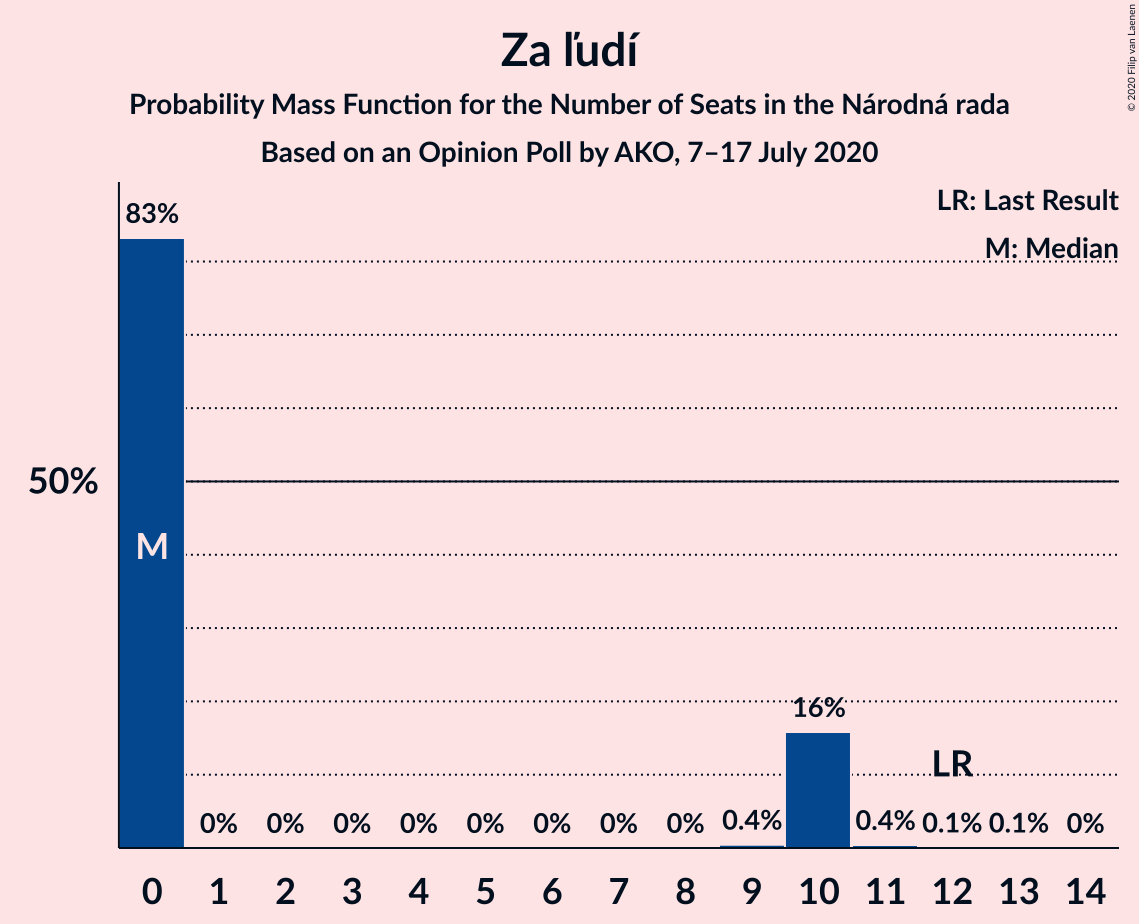 Za ľudí
Probability Mass Function for the Number of Seats in the Národná rada
Based on an Opinion Poll by AKO, 7–17 July 2020
© 2020 Filip van Laenen
LR: Last Result
M: Median
83%
50%
M
16%
LR
0% 0% 0% 0% 0% 0% 0% 0% 0.4% 0.4% 0.1% 0.1% 0%
0 1 2 3 4 5 6 7 8 9 10 11 12 13 14